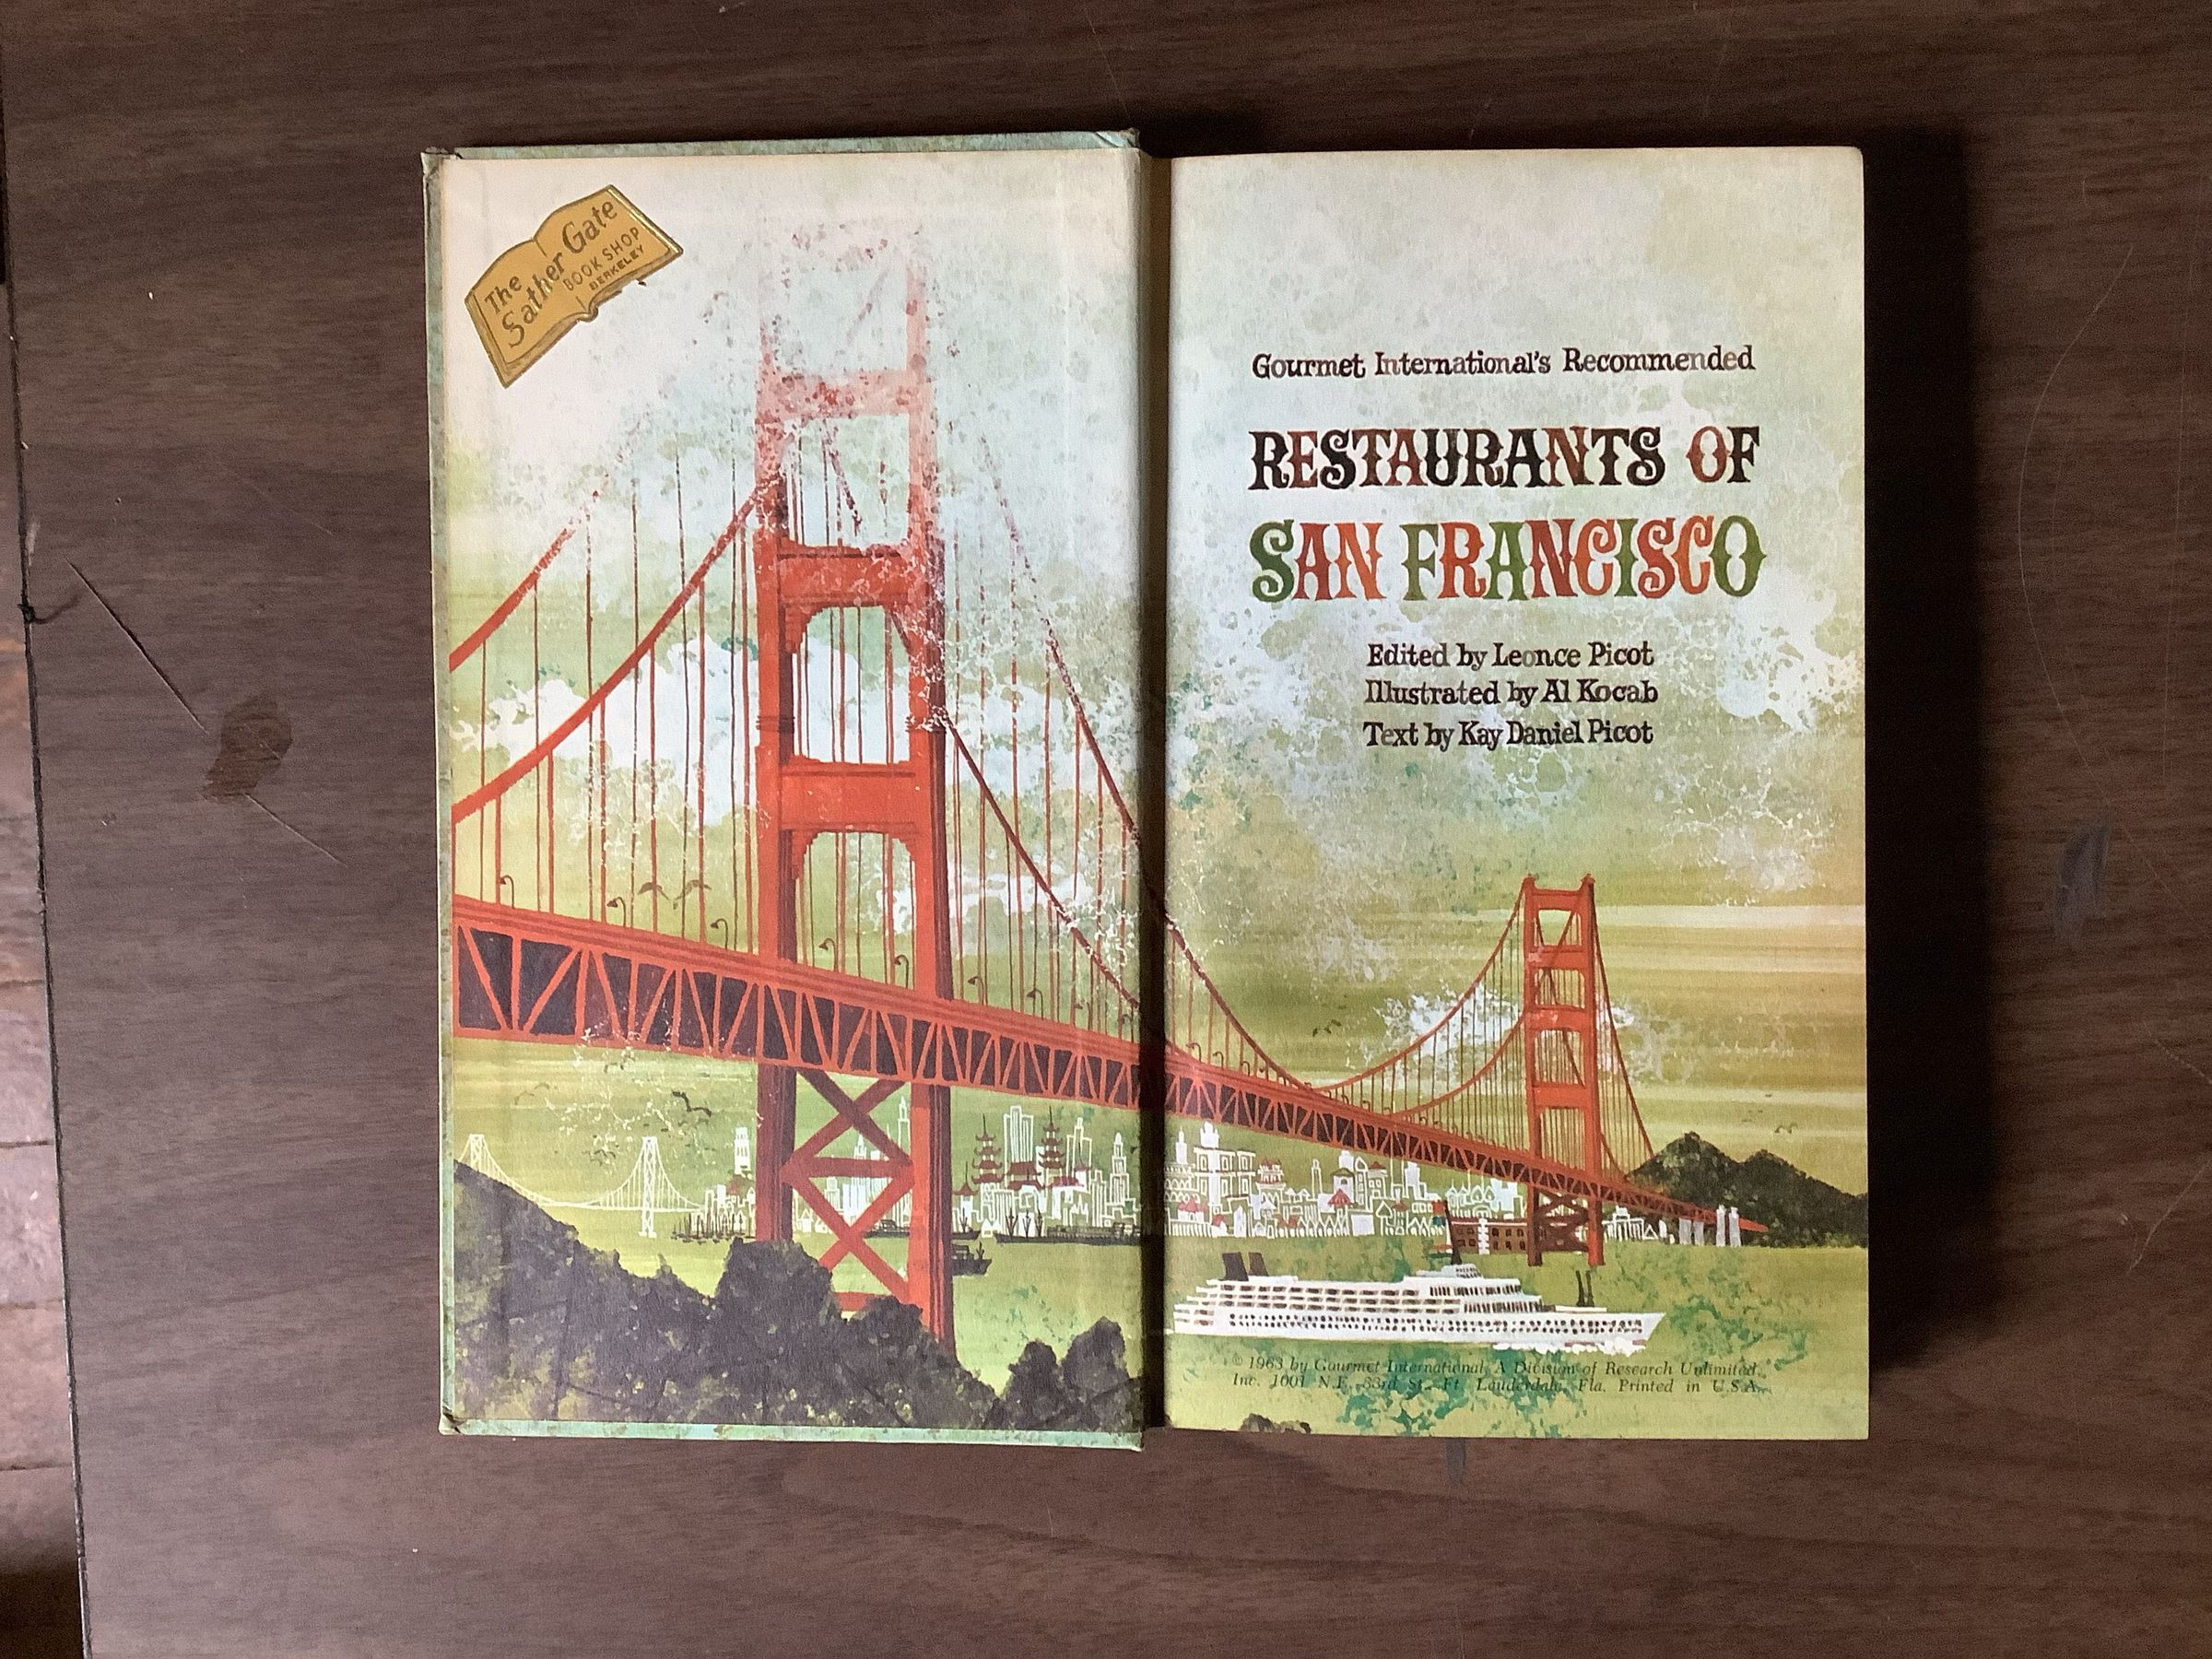 The
Sather Gate
BOOK SHOP
BERKELEY
Gourmet International's Recommended
RESTAURANTS OF
SAN FRANCISCO
Edited by Leonce Picot
Illustrated by Al Kocab
Text by Kay Daniel Picot
© 1963 by Gourmet International, A Division of Research Unlimited,
Inc. 1001 N.E. 33rd St., Ft. Lauderdale, Fla. Printed in U.S.A.